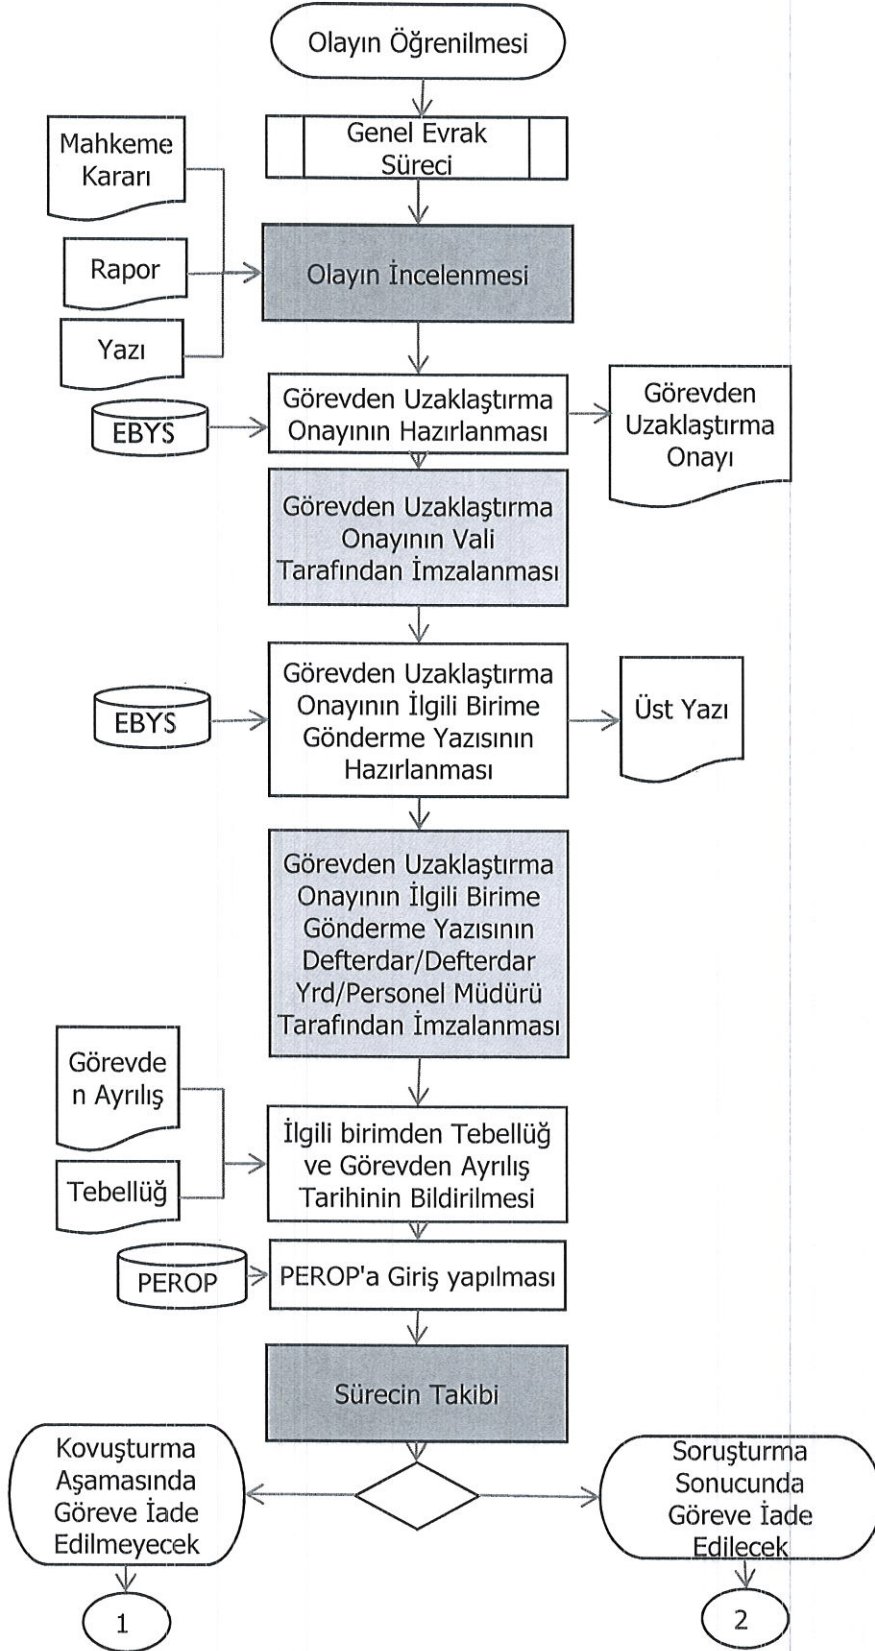 Olayın Öğrenilmesi
Genel Evrak
Süreci
Mahkeme
Kararı
Rapor
Yazı
Olayın İncelenmesi
EBYS
Görevden Uzaklaştırma
Onayının Hazırlanması
Görevden
Uzaklaştırma
Onayı
Görevden Uzaklaştırma
Onayının Vali
Tarafından İmzalanması
EBYS
Görevden Uzaklaştırma
Onayının İlgili Birime
Gönderme Yazısının
Hazırlanması
Üst Yazı
Görevden Uzaklaştırma
Onayının İlgili Birime
Gönderme Yazısının
Defterdar/Defterdar
Yrd/Personel Müdürü
Tarafından İmzalanması
Görevde
n Ayrılış
Tebellüğ
İlgili birimden Tebellüğ
ve Görevden Ayrılış
Tarihinin Bildirilmesi
PEROP
PEROP'a Giriş yapılması
Sürecin Takibi
Kovuşturma
Aşamasında
Göreve İade
Edilmeyecek
Soruşturma
Sonucunda
Göreve İade
Edilecek
1
2